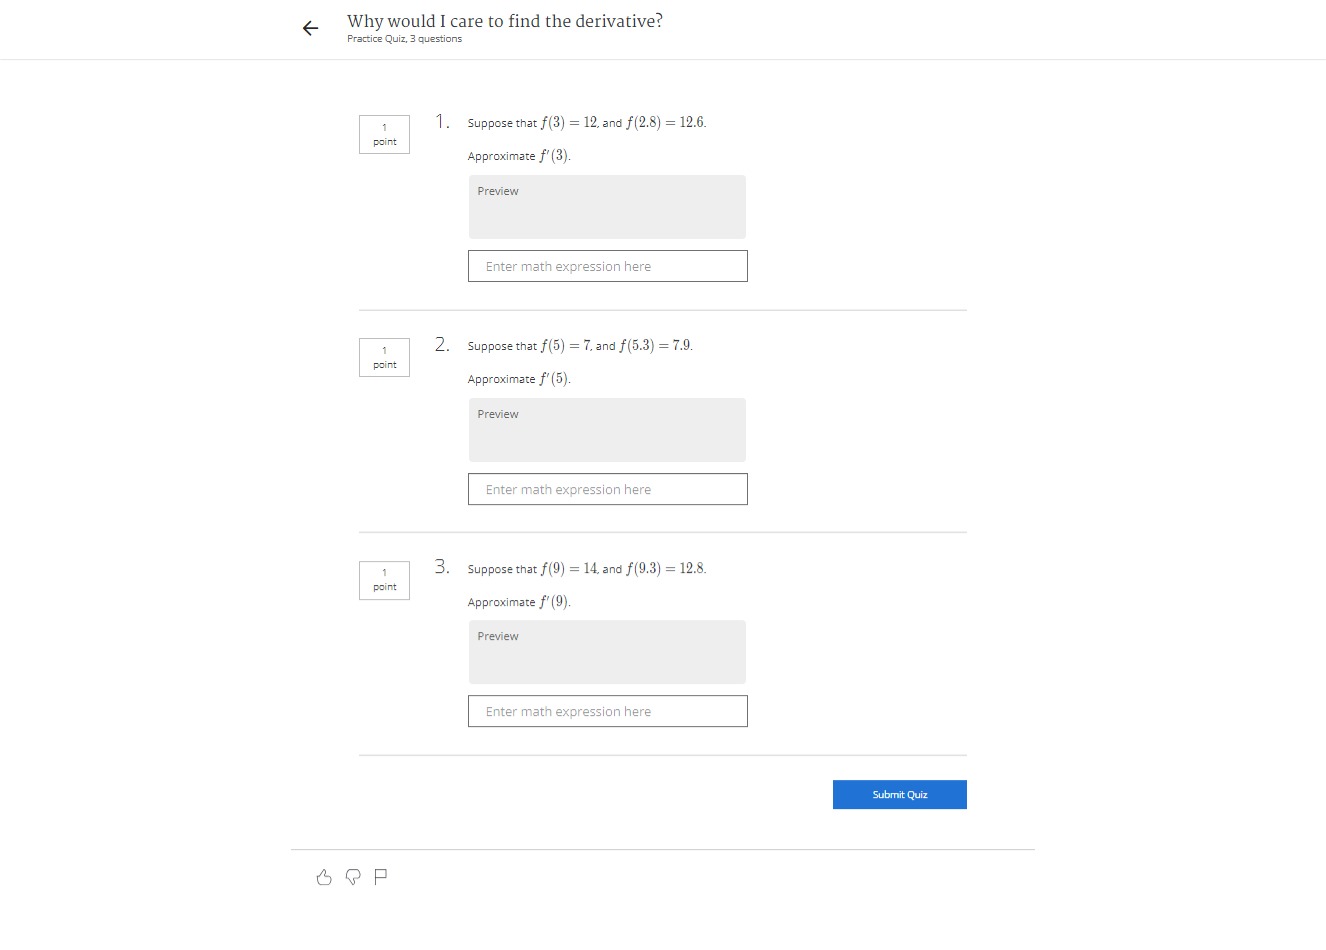 Why would I care to find the derivative?
Practice Quiz, 3 questions
1
point
1. Suppose that f(3) = 12, and f(2.8) = 12.6.
Approximate f′(3).
Preview
Enter math expression here
1
point
2. Suppose that f(5) = 7, and f(5.3) = 7.9.
Approximate f′(5).
Preview
Enter math expression here
1
point
3. Suppose that f(9) = 14, and f(9.3) = 12.8.
Approximate f′(9).
Preview
Enter math expression here
Submit Quiz